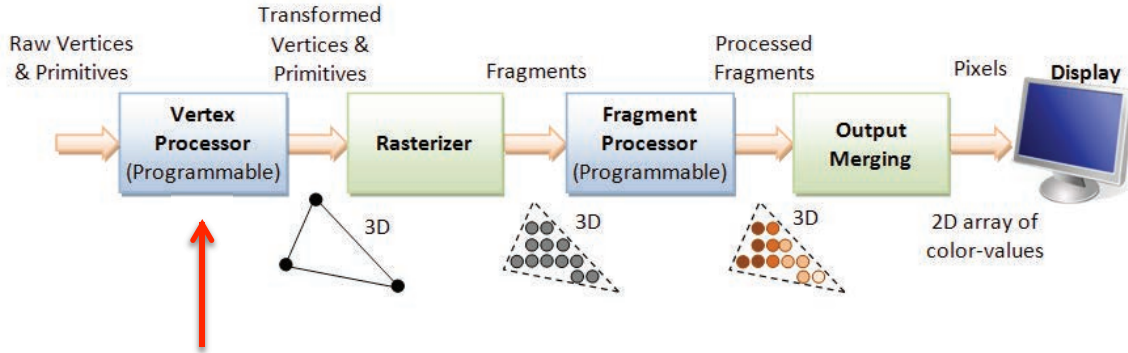 Raw Vertices
& Primitives
Transformed
Vertices &
Primitives
Fragments
Processed
Fragments
Pixels
Display
Vertex
Processor
(Programmable)
Rasterizer
Fragment
Processor
(Programmable)
Output
Merging
3D
3D
3D
2D array of
color-values